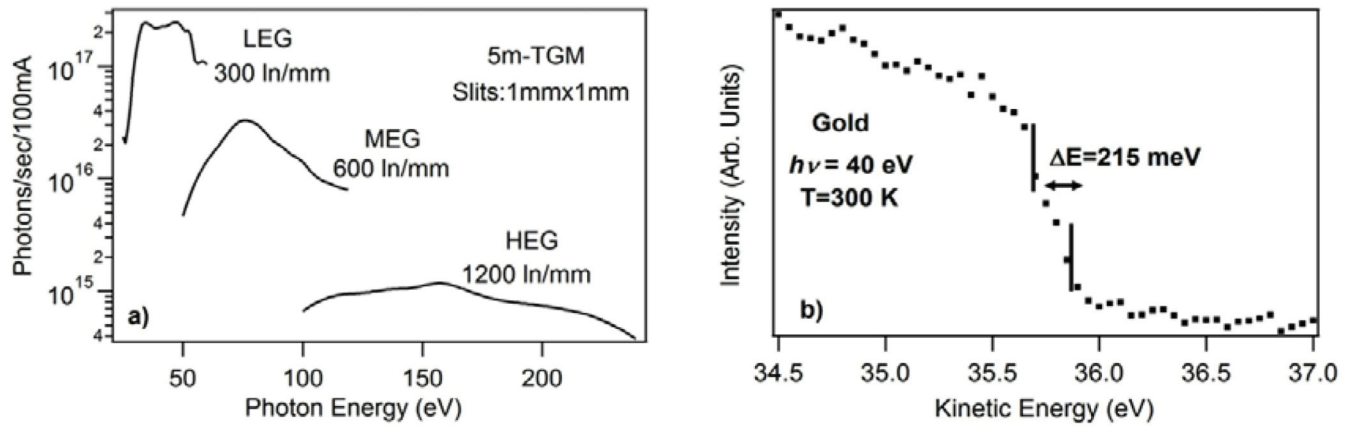 Photons/sec/100mA
2
10^17
4
2
10^16
4
2
10^15
4
LEG
300 ln/mm
5m-TGM
Slits:1mmx1mm
MEG
600 ln/mm
HEG
1200 ln/mm
a)
50 100 150 200
Photon Energy (eV)
Intensity (Arb. Units)
Gold
hν = 40 eV
T=300 K
ΔE=215 meV
b)
34.5 35.0 35.5 36.0 36.5 37.0
Kinetic Energy (eV)